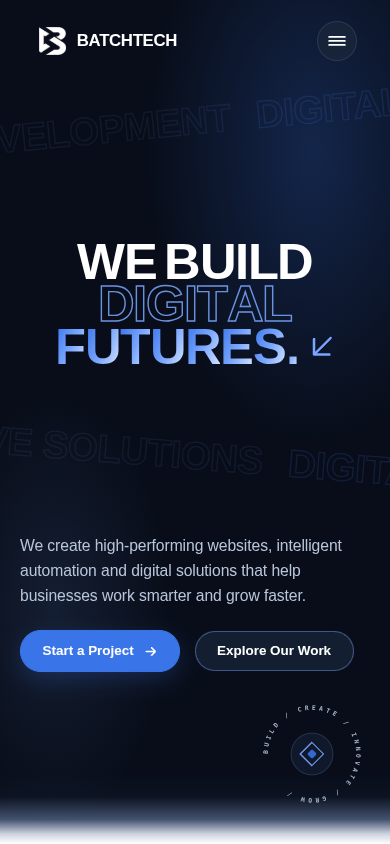 BATCHTECH
VELOPMENT DIGITAL
WE BUILD
DIGITAL
FUTURES.
VE SOLUTIONS DIGITA
We create high-performing websites, intelligent
automation and digital solutions that help
businesses work smarter and grow faster.
Start a Project
Explore Our Work
BUILD / CREATE / INNOVATE / GROW /